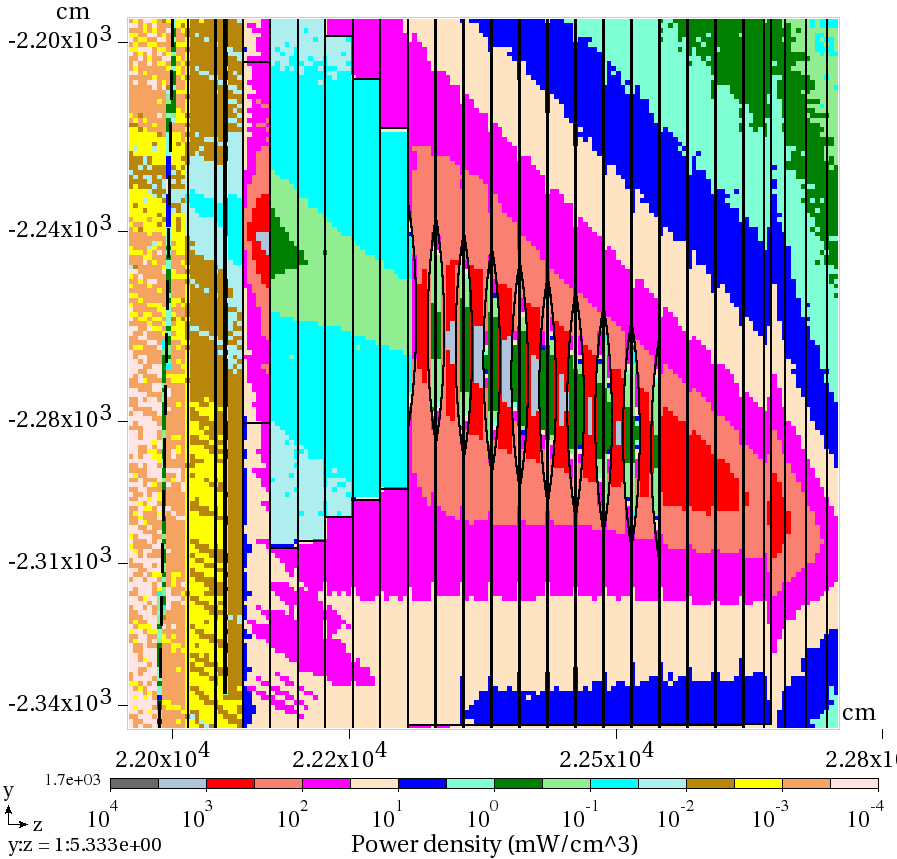 cm
-2.20x10³
-2.24x10³
-2.28x10³
-2.31x10³
-2.34x10³
cm
2.20x10⁴ 2.22x10⁴ 2.25x10⁴ 2.28x10
1.7e+03
10⁴ 10³ 10² 10¹ 10⁰ 10⁻¹ 10⁻² 10⁻³ 10⁻⁴
y
z
y:z = 1:5.333e+00
Power density (mW/cm^3)